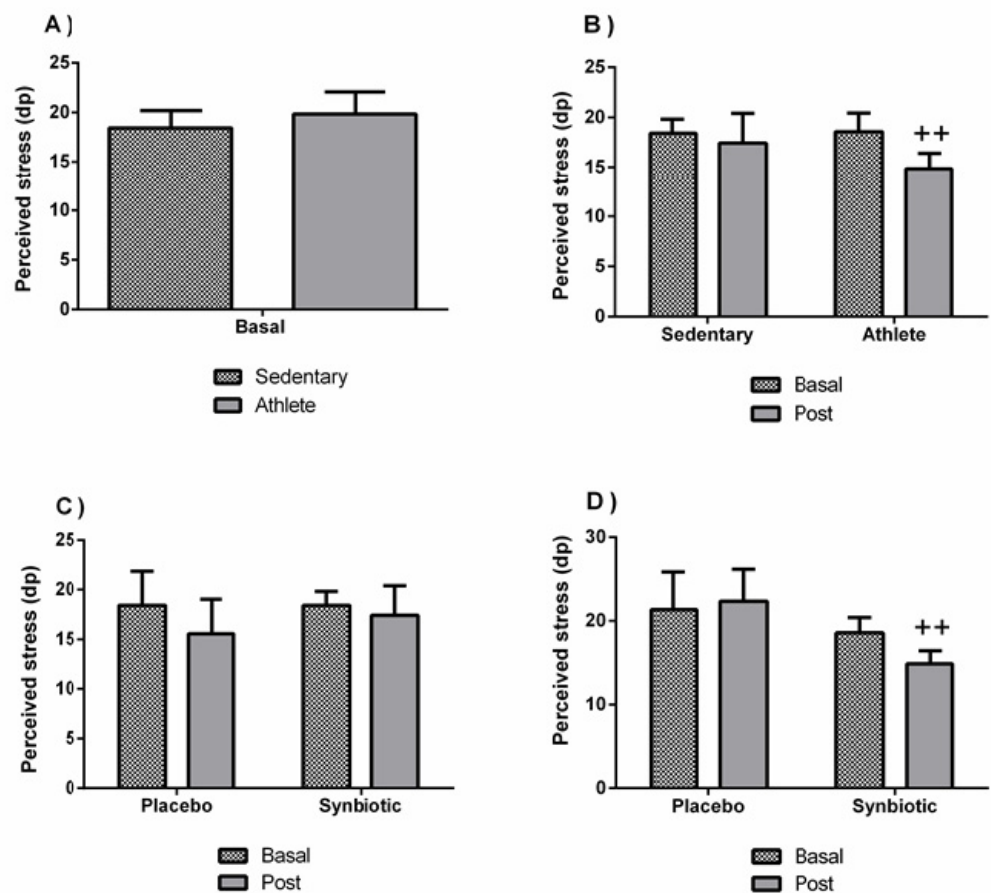 A )
Perceived stress (dp)
25
20
15
10
5
0
Basal
Sedentary
Athlete
B )
Perceived stress (dp)
25
20
15
10
5
0
++
Sedentary
Athlete
Basal
Post
C )
Perceived stress (dp)
25
20
15
10
5
0
Placebo
Synbiotic
Basal
Post
D )
Perceived stress (dp)
30
20
10
0
++
Placebo
Synbiotic
Basal
Post